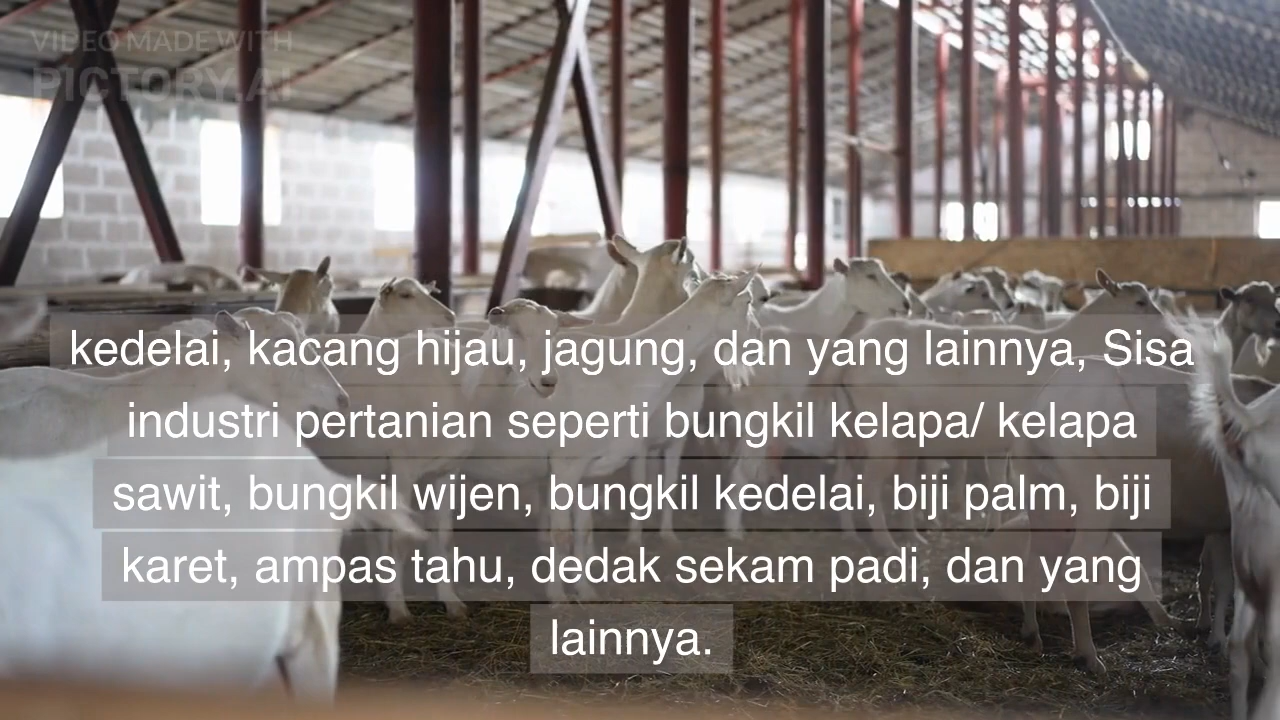 VIDEO MADE WITH
PICTORY.AI
kedelai, kacang hijau, jagung, dan yang lainnya, Sisa
industri pertanian seperti bungkil kelapa/ kelapa
sawit, bungkil wijen, bungkil kedelai, biji palm, biji
karet, ampas tahu, dedak sekam padi, dan yang
lainnya.